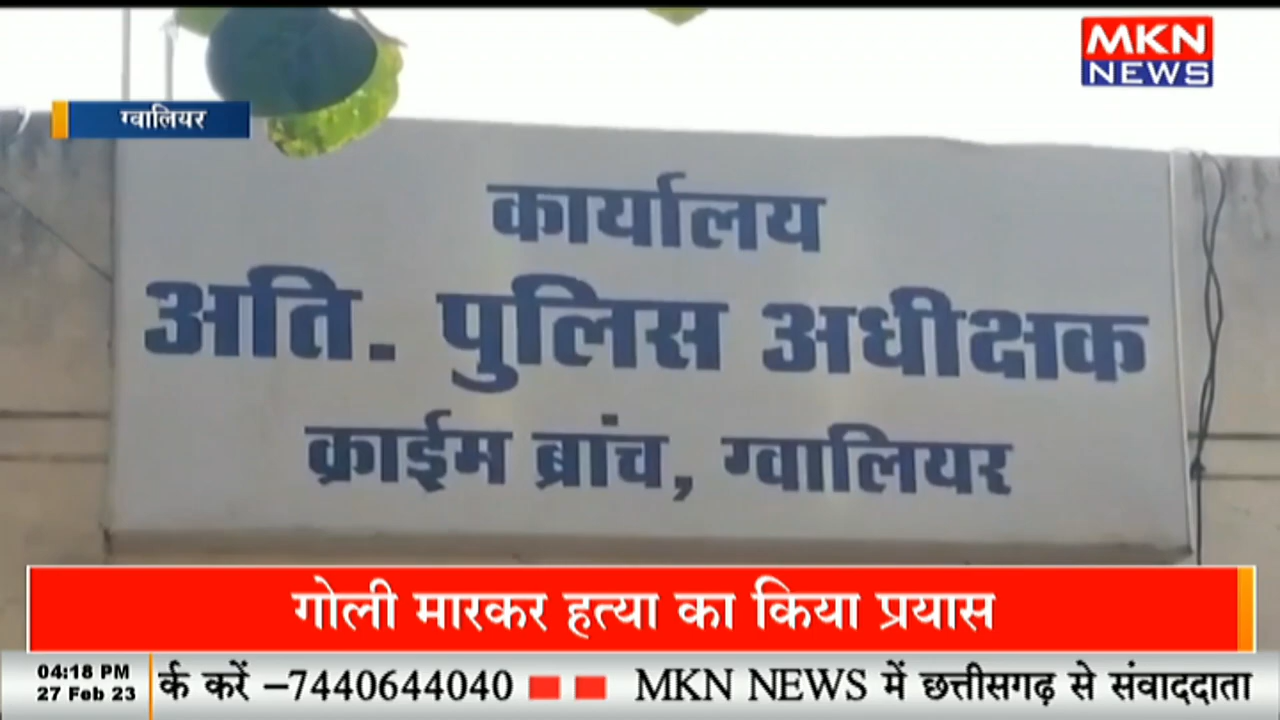 MKN
NEWS
ग्वालियर
कार्यालय
अति. पुलिस अधीक्षक
क्राईम ब्रांच, ग्वालियर
गोली मारकर हत्या का किया प्रयास
04:18 PM
27 Feb 23
र्क करें –7440644040 MKN NEWS में छत्तीसगढ़ से संवाददाता